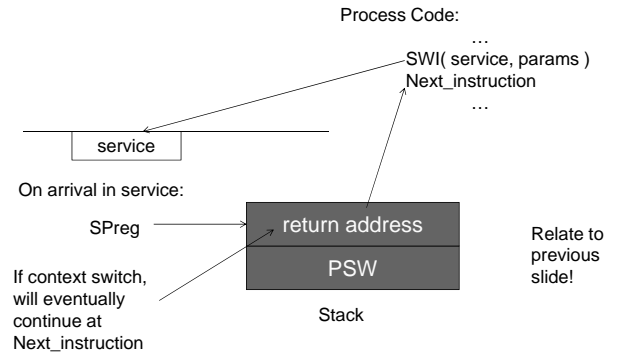 Process Code:
…
SWI( service, params )
Next_instruction
…
service
On arrival in service:
SPreg
return address
PSW
Stack
If context switch,
will eventually
continue at
Next_instruction
Relate to
previous
slide!